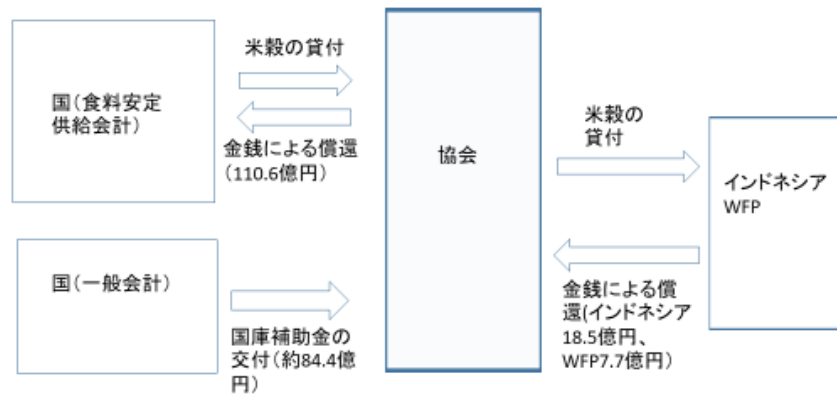 国（食料安定
供給会計）
米穀の貸付
金銭による償還
（110.6億円）
国（一般会計）
国庫補助金の
交付（約84.4億
円）
協会
米穀の
貸付
金銭による償
還(インドネシア
18.5億円、
WFP7.7億円）
インドネシア
WFP